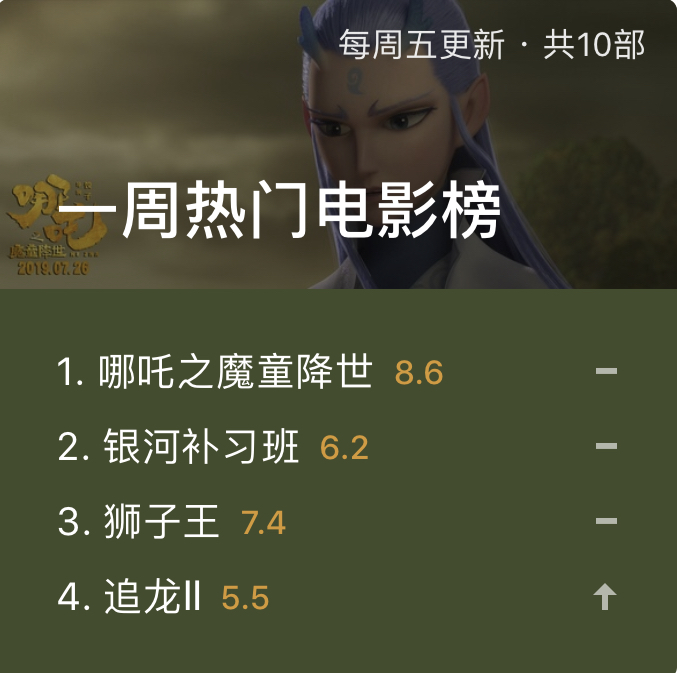 每周五更新 · 共10部
一周热门电影榜
哪吒
之
魔童降世
2019.07.26
1. 哪吒之魔童降世 8.6
2. 银河补习班 6.2
3. 狮子王 7.4
4. 追龙II 5.5